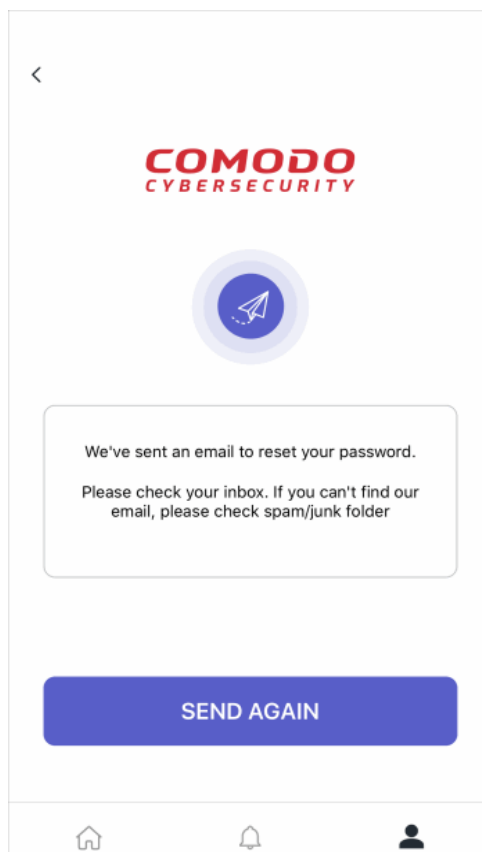 COMODO
CYBERSECURITY
We've sent an email to reset your password.
Please check your inbox. If you can't find our
email, please check spam/junk folder
SEND AGAIN